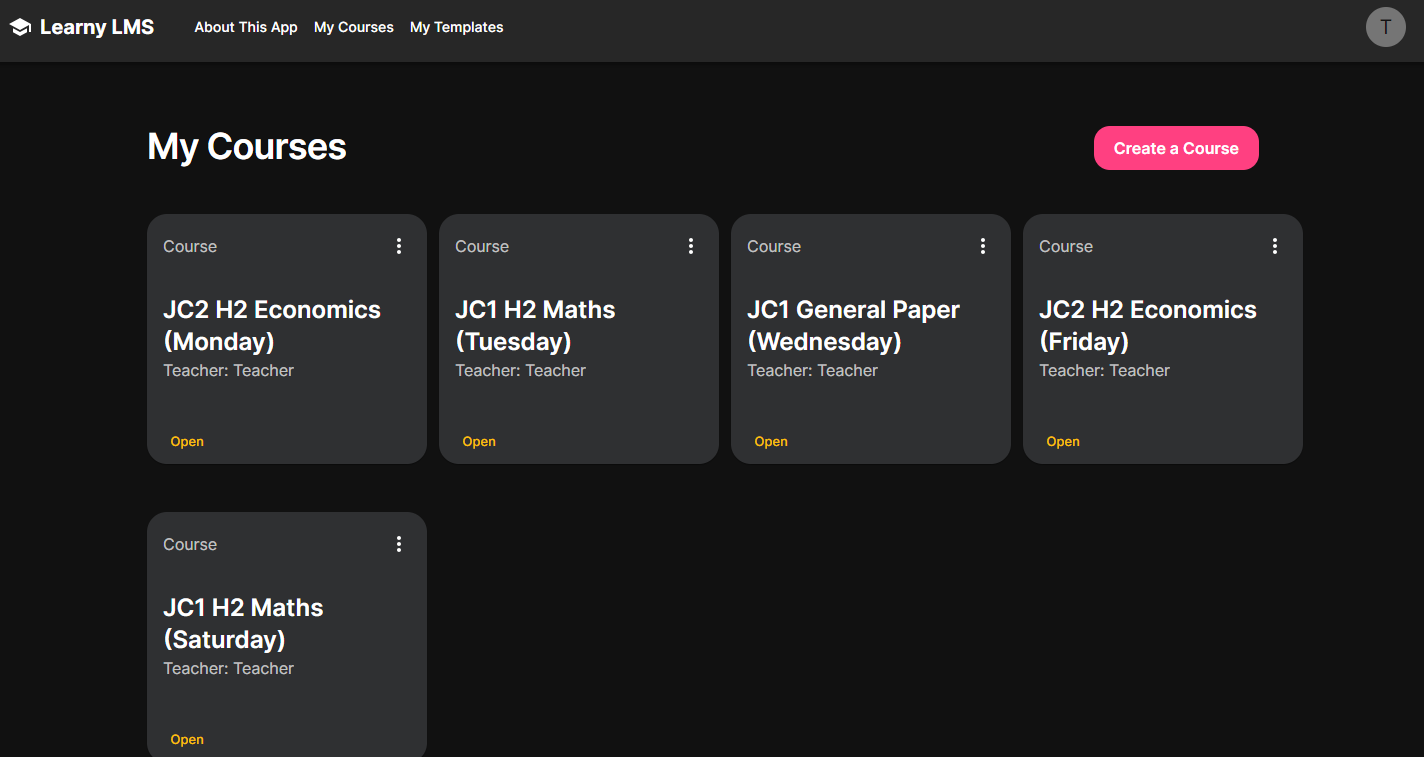 Learny LMS
About This App
My Courses
My Templates
T
My Courses
Create a Course
Course
JC2 H2 Economics
(Monday)
Teacher: Teacher
Open
Course
JC1 H2 Maths
(Tuesday)
Teacher: Teacher
Open
Course
JC1 General Paper
(Wednesday)
Teacher: Teacher
Open
Course
JC2 H2 Economics
(Friday)
Teacher: Teacher
Open
Course
JC1 H2 Maths
(Saturday)
Teacher: Teacher
Open